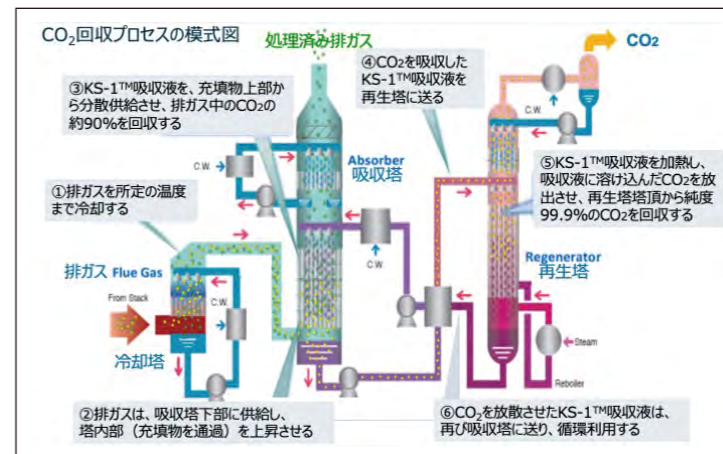 CO₂回収プロセスの模式図
処理済み排ガス
CO₂
③KS-1™吸収液を、充填物上部か
ら分散供給させ、排ガス中のCO₂の
約90%を回収する
④CO₂を吸収した
KS-1™吸収液を
再生塔に送る
C.W.
C.W.
Absorber
吸収塔
①排ガスを所定の温度
まで冷却する
⑤KS-1™吸収液を加熱し、
吸収液に溶け込んだCO₂を放
出させ、再生塔塔頂から純度
99.9%のCO₂を回収する
排ガス Flue Gas
C.W.
C.W.
Regenerator
再生塔
From Stack
冷却塔
Steam
Reboiler
②排ガスは、吸収塔下部に供給し、
塔内部（充填物を通過）を上昇させる
⑥CO₂を放散させたKS-1™吸収液は、
再び吸収塔に送り、循環利用する